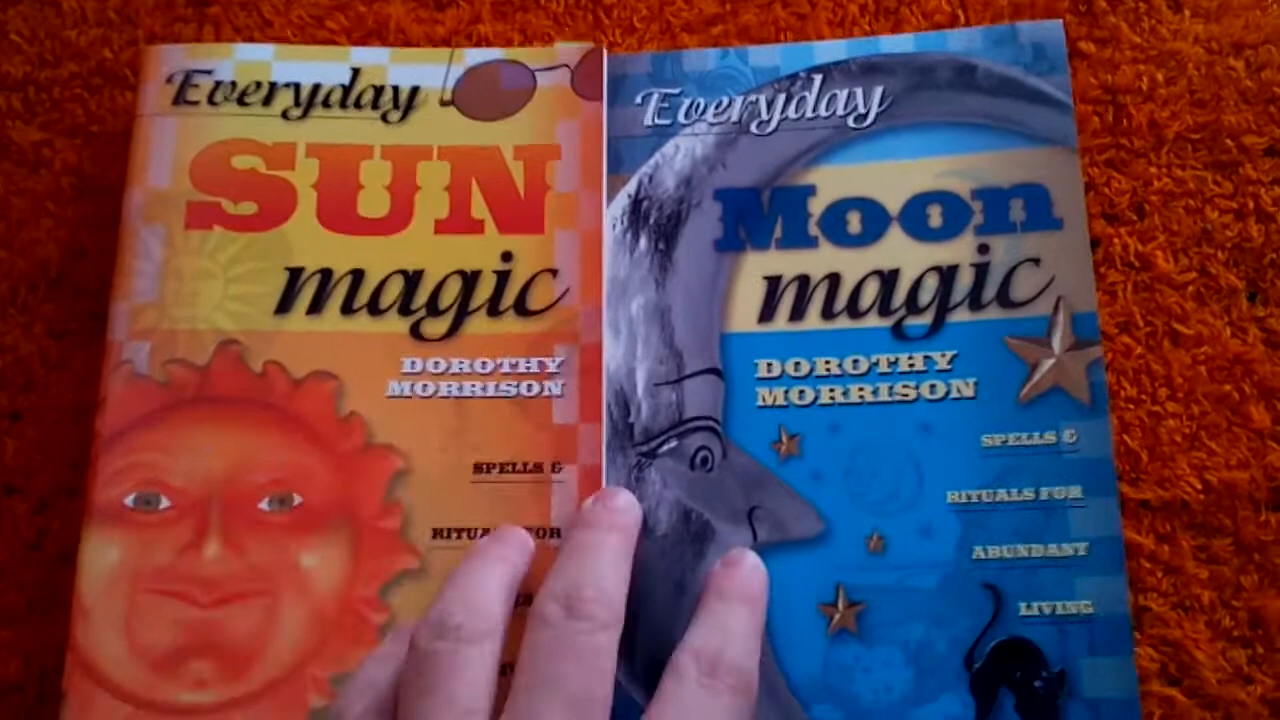 Everyday
SUN
magic
DOROTHY
MORRISON
SPELLS &
Everyday
Moon
magic
DOROTHY
MORRISON
SPELLS &
RITUALS FOR
ABUNDANT
LIVING